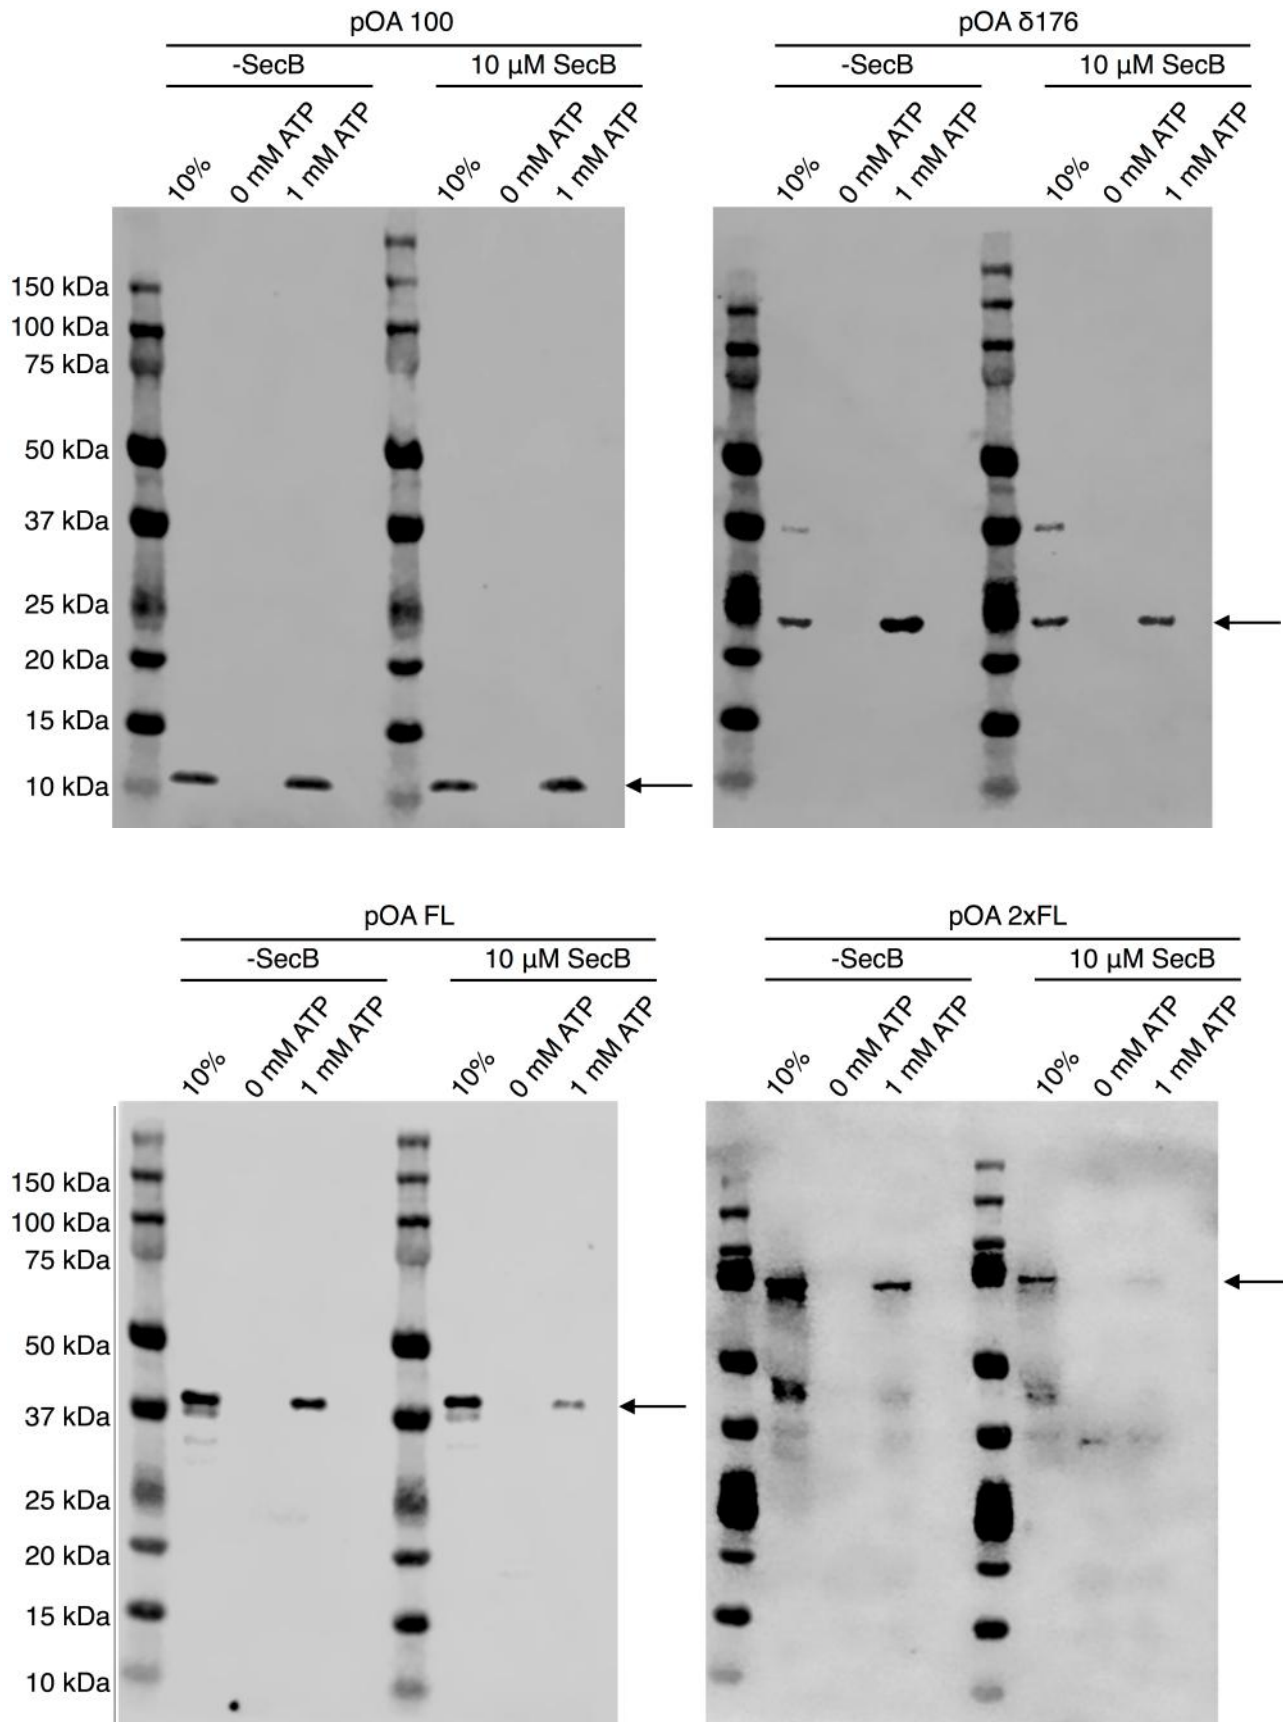 pOA 100
-SecB
10 µM SecB
10%
0 mM ATP
1 mM ATP
10%
0 mM ATP
1 mM ATP
150 kDa
100 kDa
75 kDa
50 kDa
37 kDa
25 kDa
20 kDa
15 kDa
10 kDa
pOA δ176
-SecB
10 µM SecB
10%
0 mM ATP
1 mM ATP
10%
0 mM ATP
1 mM ATP
pOA FL
-SecB
10 µM SecB
10%
0 mM ATP
1 mM ATP
10%
0 mM ATP
1 mM ATP
150 kDa
100 kDa
75 kDa
50 kDa
37 kDa
25 kDa
20 kDa
15 kDa
10 kDa
pOA 2xFL
-SecB
10 µM SecB
10%
0 mM ATP
1 mM ATP
10%
0 mM ATP
1 mM ATP